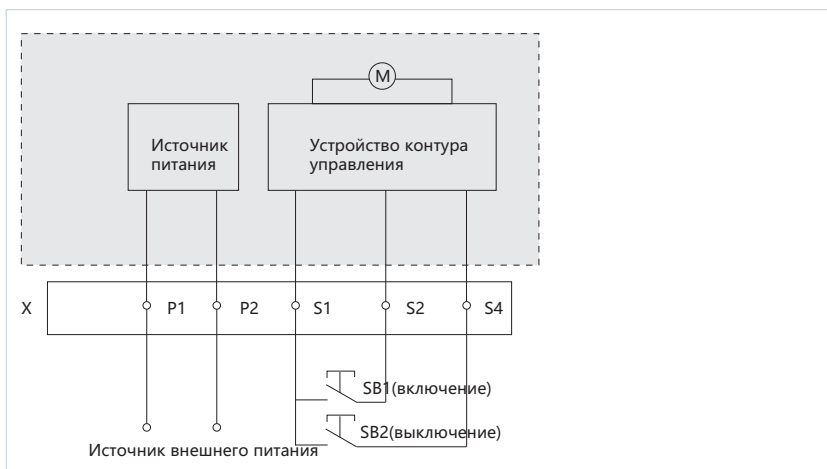 M
Источник
питания
Устройство контура
управления
X P1 P2 S1 S2 S4
SB1(включение)
SB2(выключение)
Источник внешнего питания